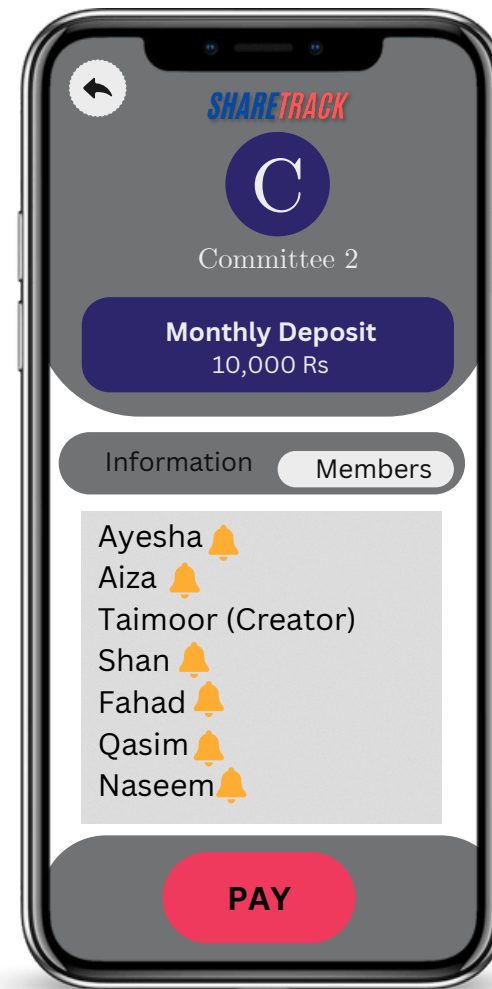 SHARETRACK
C
Committee 2
Monthly Deposit
10,000 Rs
Information Members
Ayesha
Aiza
Taimoor (Creator)
Shan
Fahad
Qasim
Naseem
PAY